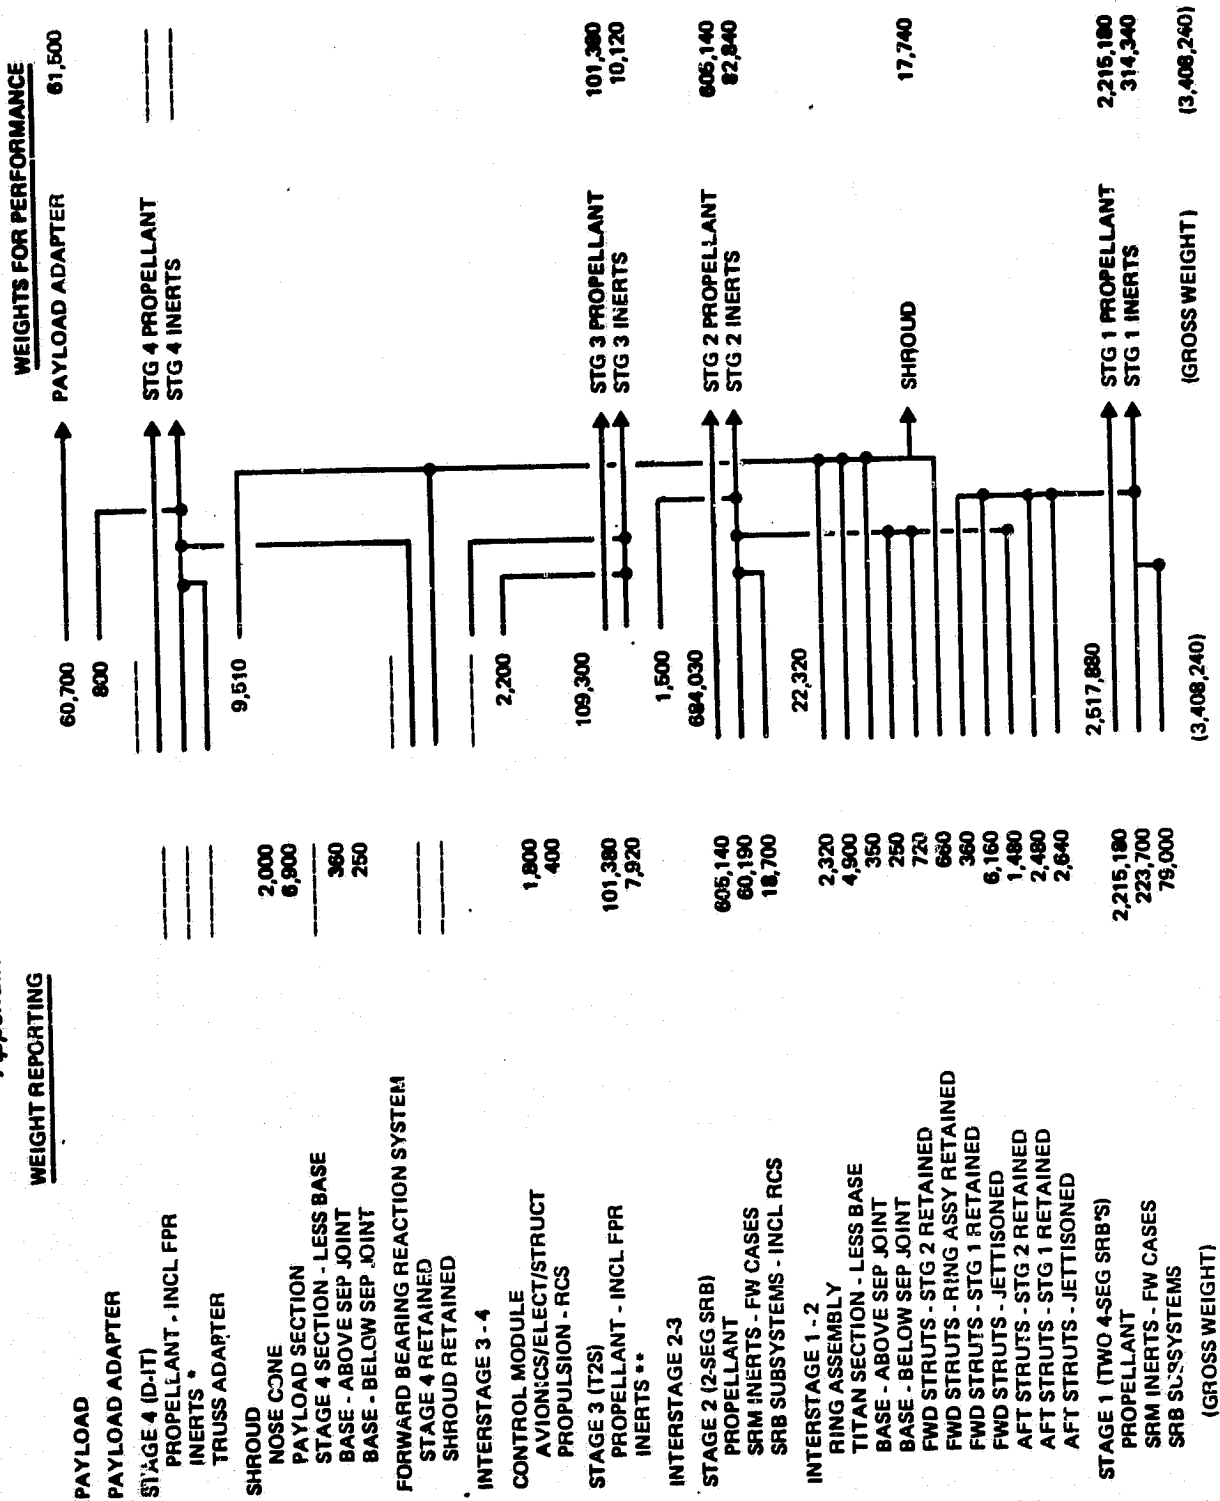 WEIGHT REPORTING
WEIGHTS FOR PERFORMANCE
PAYLOAD 60,700 PAYLOAD ADAPTER 61,500
PAYLOAD ADAPTER 800
STAGE 4 (D-IT)
PROPELLANT - INCL FPR STG 4 PROPELLANT
INERTS * STG 4 INERTS
TRUSS ADAPTER
SHROUD 9,510
NOSE CONE 2,000
PAYLOAD SECTION 6,900
STAGE 4 SECTION - LESS BASE
BASE - ABOVE SEP JOINT 360
BASE - BELOW SEP JOINT 250
FORWARD BEARING REACTION SYSTEM
STAGE 4 RETAINED
SHROUD RETAINED
INTERSTAGE 3 - 4
CONTROL MODULE 2,200
AVIONICS/ELECT/STRUCT 1,800
PROPULSION - RCS 400
STAGE 3 (T2S) 109,300
PROPELLANT - INCL FPR 101,380 STG 3 PROPELLANT 101,380
INERTS ** 7,920 STG 3 INERTS 10,120
INTERSTAGE 2-3 1,500
STAGE 2 (2-SEG SRB) 684,030
PROPELLANT 605,140 STG 2 PROPELLANT 605,140
SRM INERTS - FW CASES 60,190 STG 2 INERTS 82,840
SRB SUBSYSTEMS - INCL RCS 18,700
INTERSTAGE 1 - 2 22,320
RING ASSEMBLY 2,320
TITAN SECTION - LESS BASE 4,900
BASE - ABOVE SEP JOINT 350
BASE - BELOW SEP JOINT 250
FWD STRUTS - STG 2 RETAINED 720 SHROUD 17,740
FWD STRUTS - RING ASSY RETAINED 660
FWD STRUTS - STG 1 RETAINED 360
FWD STRUTS - JETTISONED 6,160
AFT STRUTS - STG 2 RETAINED 1,480
AFT STRUTS - STG 1 RETAINED 2,480
AFT STRUTS - JETTISONED 2,640
STAGE 1 (TWO 4-SEG SRB'S) 2,517,880
PROPELLANT 2,215,180 STG 1 PROPELLANT 2,215,180
SRM INERTS - FW CASES 223,700 STG 1 INERTS 314,340
SRB SUBSYSTEMS 79,000
(GROSS WEIGHT) (3,408,240) (GROSS WEIGHT) (3,408,240)